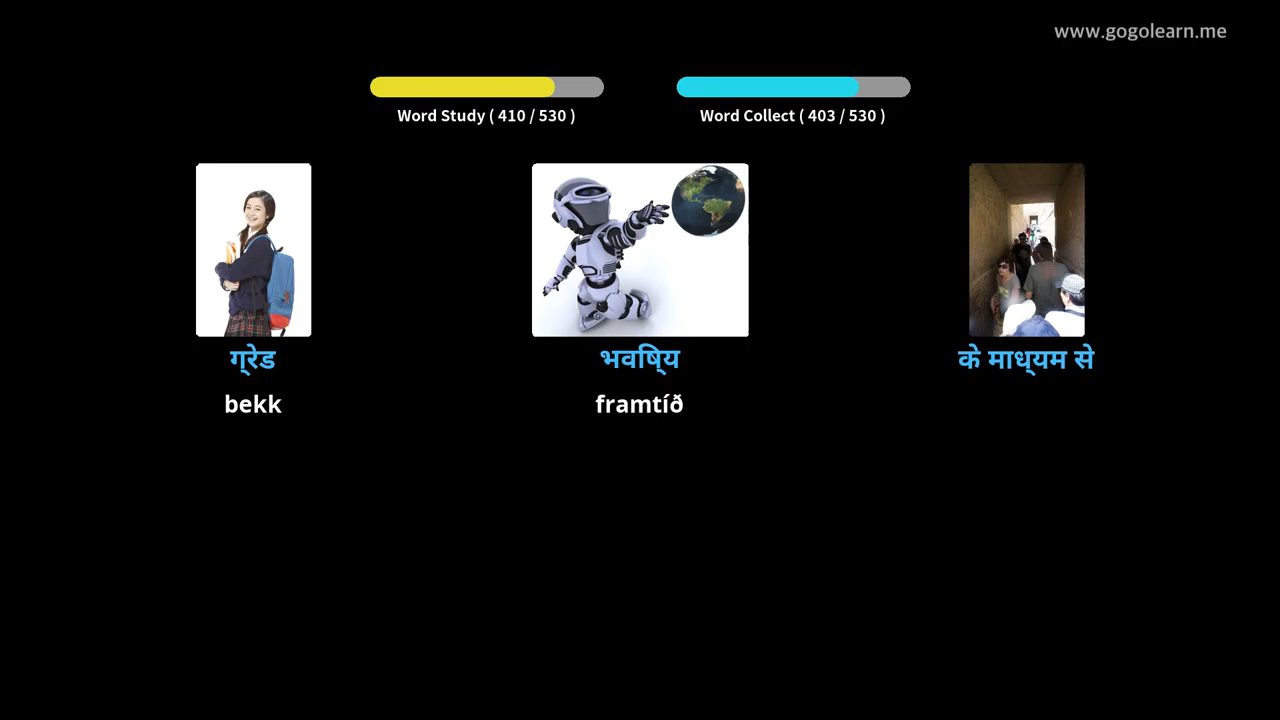 www.gogolearn.me
Word Study ( 410 / 530 )
Word Collect ( 403 / 530 )
ग्रेड
भविष्य
के माध्यम से
bekk
framtíð